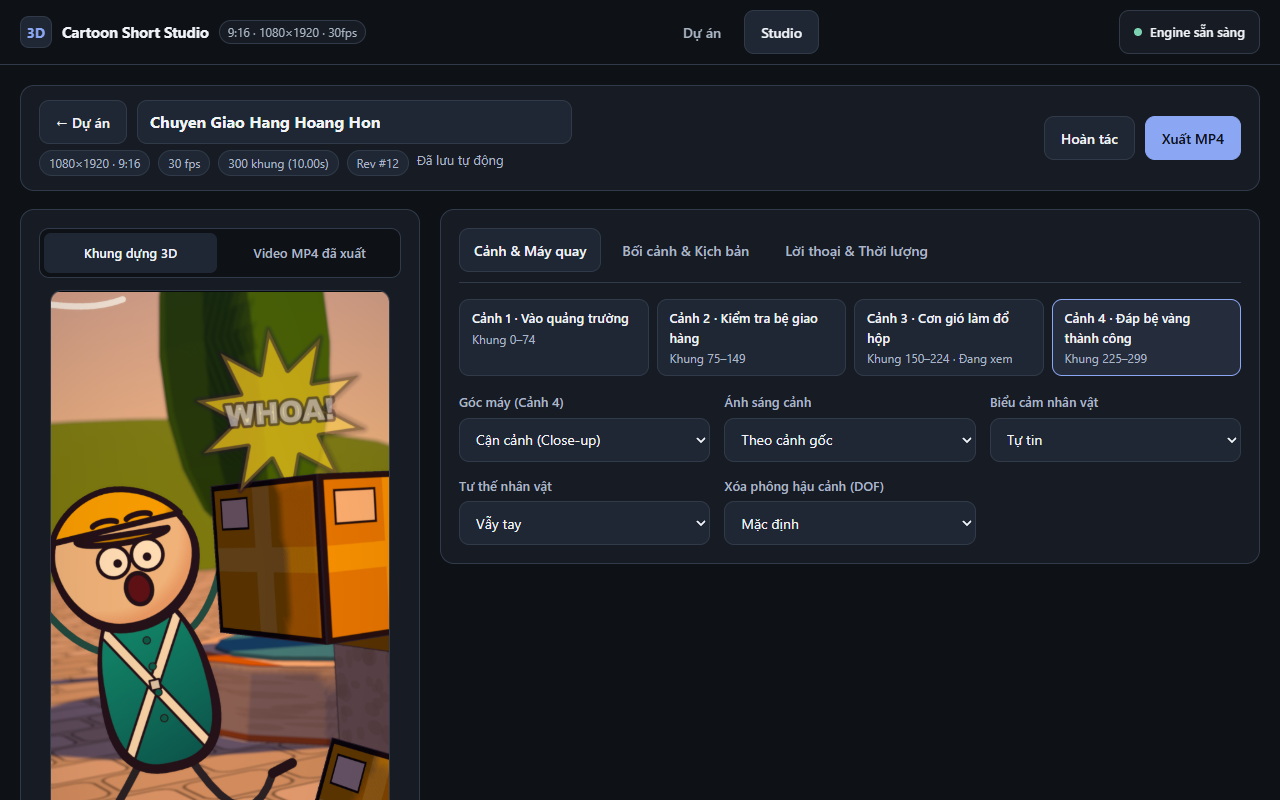 3D Cartoon Short Studio 9:16 · 1080×1920 · 30fps Dự án Studio Engine sẵn sàng
← Dự án Chuyen Giao Hang Hoang Hon
Hoàn tác Xuất MP4
1080×1920 · 9:16 30 fps 300 khung (10.00s) Rev #12 Đã lưu tự động
Khung dựng 3D Video MP4 đã xuất
WHOA!
Cảnh & Máy quay Bối cảnh & Kịch bản Lời thoại & Thời lượng
Cảnh 1 · Vào quảng trường
Khung 0–74
Cảnh 2 · Kiểm tra bệ giao
hàng
Khung 75–149
Cảnh 3 · Cơn gió làm đổ
hộp
Khung 150–224 · Đang xem
Cảnh 4 · Đáp bệ vàng
thành công
Khung 225–299
Góc máy (Cảnh 4) Ánh sáng cảnh Biểu cảm nhân vật
Cận cảnh (Close-up) Theo cảnh gốc Tự tin
Tư thế nhân vật Xóa phông hậu cảnh (DOF)
Vẫy tay Mặc định